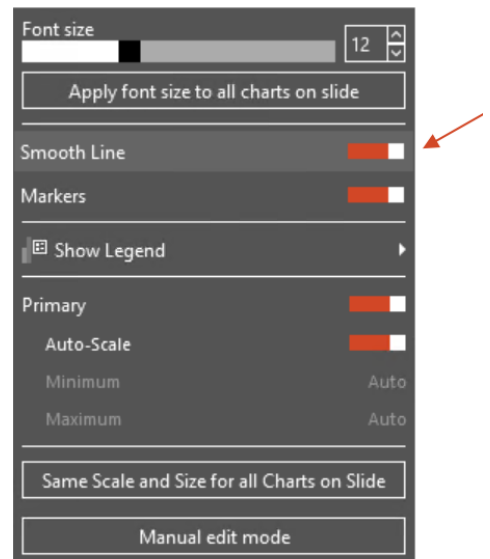 Font size
12
Apply font size to all charts on slide
Smooth Line
Markers
Show Legend
Primary
Auto-Scale
Minimum Auto
Maximum Auto
Same Scale and Size for all Charts on Slide
Manual edit mode